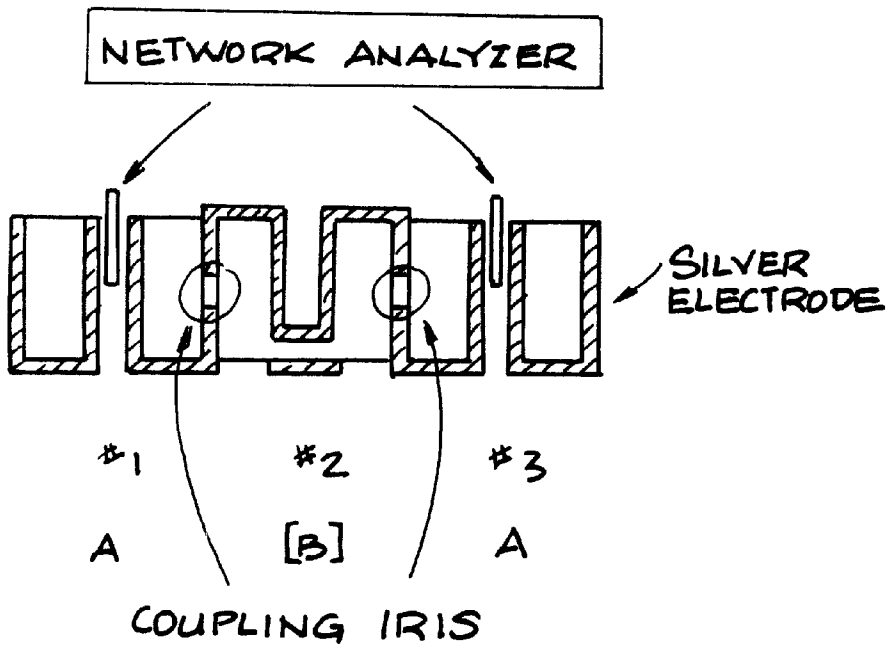 NETWORK ANALYZER
SILVER
ELECTRODE
#1 #2 #3
A [B] A
COUPLING IRIS